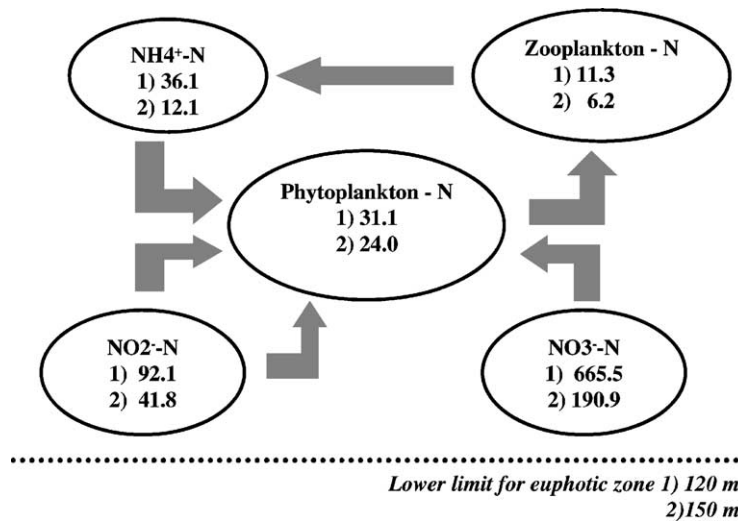 NH4⁺-N
1) 36.1
2) 12.1
Zooplankton - N
1) 11.3
2) 6.2
Phytoplankton - N
1) 31.1
2) 24.0
NO2⁻-N
1) 92.1
2) 41.8
NO3⁻-N
1) 665.5
2) 190.9
Lower limit for euphotic zone 1) 120 m
2)150 m